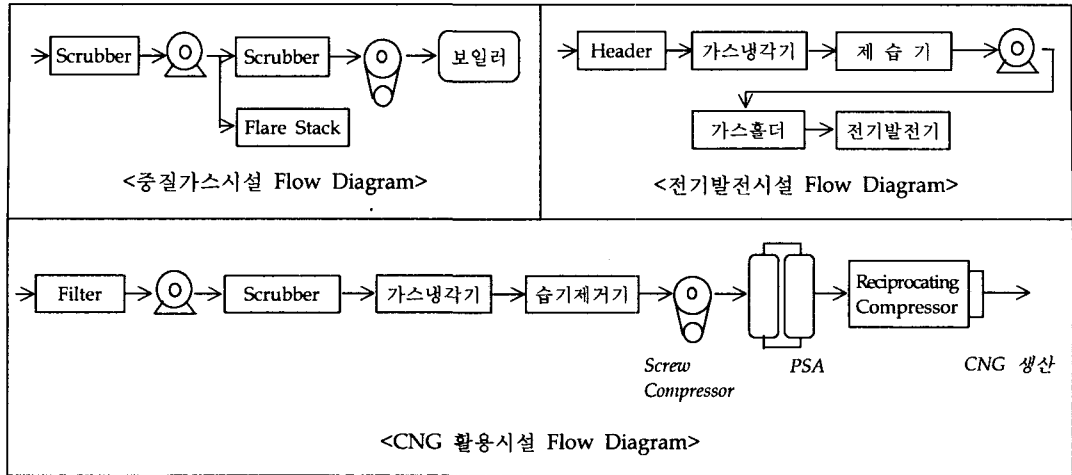 Scrubber
Scrubber
보일러
Flare Stack
<중질가스시설 Flow Diagram>
Header
가스냉각기
제 습 기
가스홀더
전기발전기
<전기발전시설 Flow Diagram>
Filter
Scrubber
가스냉각기
습기제거기
Reciprocating
Compressor
Screw
Compressor
PSA
CNG 생산
<CNG 활용시설 Flow Diagram>